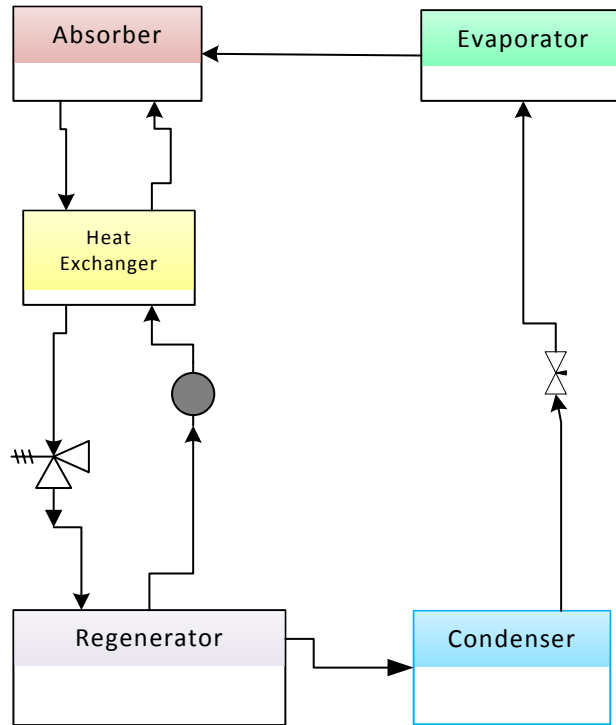 Absorber
Evaporator
Heat
Exchanger
Regenerator
Condenser